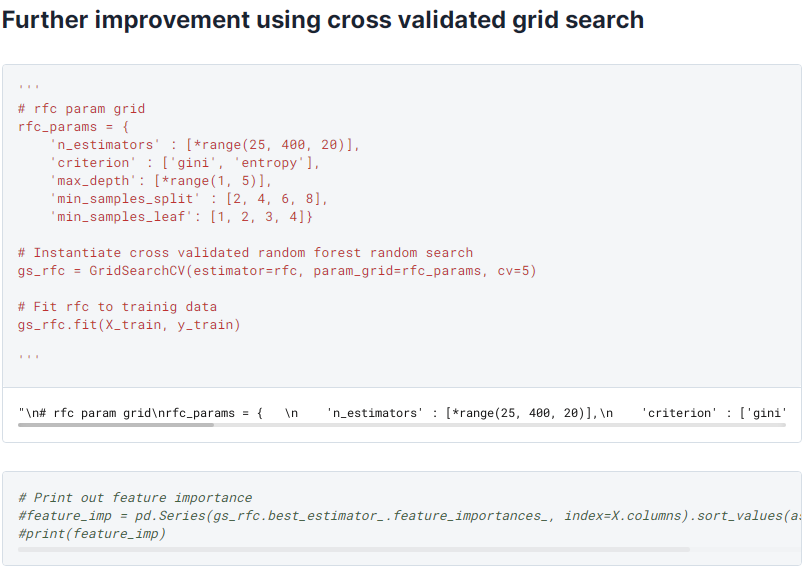 Further improvement using cross validated grid search
'''
# rfc param grid
rfc_params = {
    'n_estimators' : [*range(25, 400, 20)],
    'criterion' : ['gini', 'entropy'],
    'max_depth': [*range(1, 5)],
    'min_samples_split' : [2, 4, 6, 8],
    'min_samples_leaf': [1, 2, 3, 4]}
# Instantiate cross validated random forest random search
gs_rfc = GridSearchCV(estimator=rfc, param_grid=rfc_params, cv=5)
# Fit rfc to trainig data
gs_rfc.fit(X_train, y_train)
'''
"\n# rfc param grid\nrfc_params = {   \n    'n_estimators' : [*range(25, 400, 20)],\n    'criterion' : ['gini'
# Print out feature importance
#feature_imp = pd.Series(gs_rfc.best_estimator_.feature_importances_, index=X.columns).sort_values(as
#print(feature_imp)